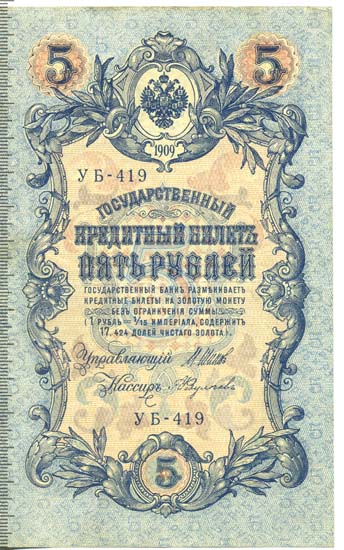 5 5
1909
УБ-419
ГОСУДАРСТВЕННЫЙ
КРЕДИТНЫЙ БИЛЕТЪ
ПЯТЬ РУБЛЕЙ
ГОСУДАРСТВЕННЫЙ БАНКЪ РАЗМѢНИВАЕТЪ
КРЕДИТНЫЕ БИЛЕТЫ НА ЗОЛОТУЮ МОНЕТУ
БЕЗЪ ОГРАНИЧЕНІЯ СУММЫ
(1 РУБЛЬ = 1/15 ИМПЕРІАЛА, СОДЕРЖИТЪ
17,424 ДОЛЕЙ ЧИСТАГО ЗОЛОТА).
Управляющій
Кассиръ
УБ-419
5